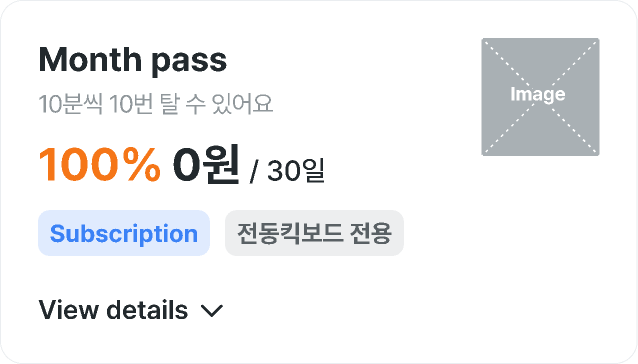 Month pass
10분씩 10번 탈 수 있어요
Image
100% 0원 / 30일
Subscription 전동킥보드 전용
View details